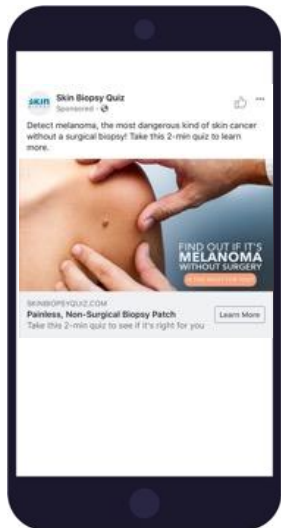 SKIN
Skin Biopsy Quiz
Sponsored ·
Detect melanoma, the most dangerous kind of skin cancer
without a surgical biopsy! Take this 2-min quiz to learn
more.
FIND OUT IF IT'S
MELANOMA
WITHOUT SURGERY
SKINBIOPSYQUIZ.COM
Painless, Non-Surgical Biopsy Patch
Take this 2-min quiz to see if it's right for you
Learn More